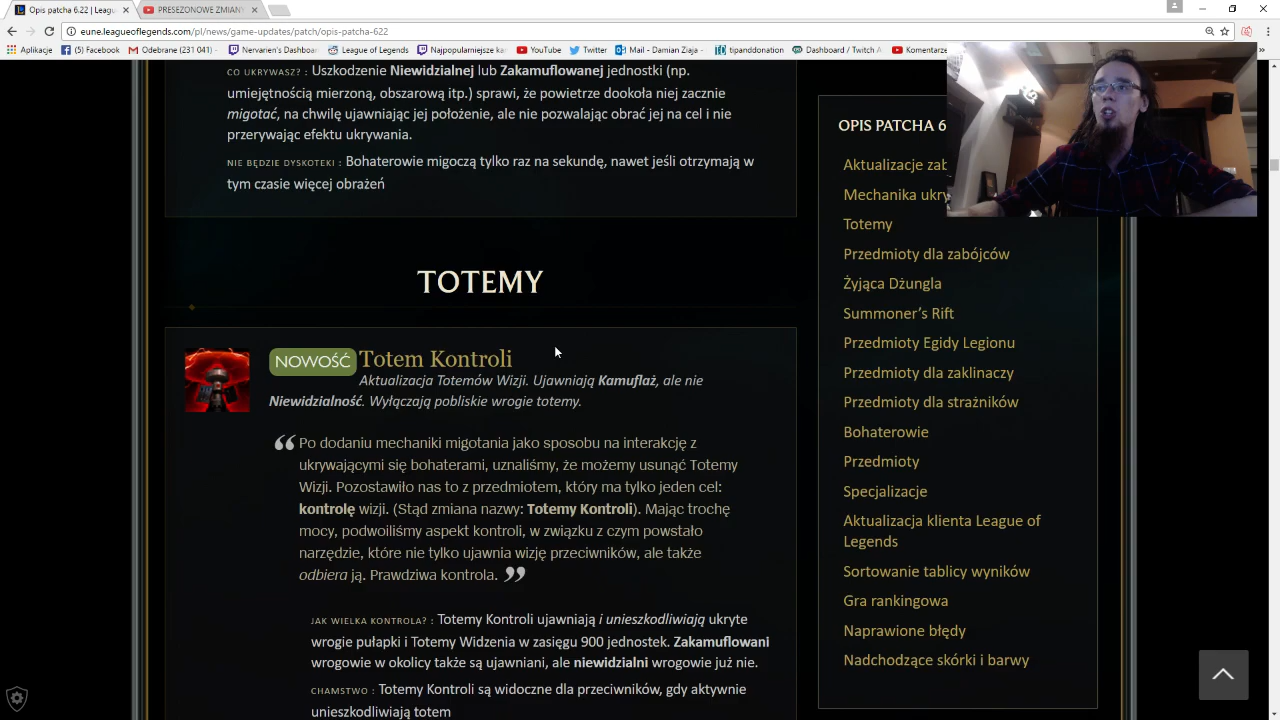 Opis patcha 6.22 | Leagu
PRESEZONOWE ZMIANY
eune.leagueoflegends.com/pl/news/game-updates/patch/opis-patcha-622
Aplikacje
(5) Facebook
Odebrane (231 041)
Nervarien's Dashboard
League of Legends
Najpopularniejsze kan
YouTube
Twitter
Mail - Damian Ziaja
tipanddonation
Dashboard / Twitch
Komentarze
CO UKRYWASZ? : Uszkodzenie Niewidzialnej lub Zakamuflowanej jednostki (np.
umiejętnością mierzoną, obszarową itp.) sprawi, że powietrze dookoła niej zacznie
migotać, na chwilę ujawniając jej położenie, ale nie pozwalając obrać jej na cel i nie
przerywając efektu ukrywania.
NIE BĘDZIE DYSKOTEKI : Bohaterowie migoczą tylko raz na sekundę, nawet jeśli otrzymają w
tym czasie więcej obrażeń
TOTEMY
NOWOŚĆ Totem Kontroli
Aktualizacja Totemów Wizji. Ujawniają Kamuflaż, ale nie
Niewidzialność. Wyłączają pobliskie wrogie totemy.
Po dodaniu mechaniki migotania jako sposobu na interakcję z
ukrywającymi się bohaterami, uznaliśmy, że możemy usunąć Totemy
Wizji. Pozostawiło nas to z przedmiotem, który ma tylko jeden cel:
kontrolę wizji. (Stąd zmiana nazwy: Totemy Kontroli). Mając trochę
mocy, podwoiliśmy aspekt kontroli, w związku z czym powstało
narzędzie, które nie tylko ujawnia wizję przeciwników, ale także
odbiera ją. Prawdziwa kontrola.
JAK WIELKA KONTROLA? : Totemy Kontroli ujawniają i unieszkodliwiają ukryte
wrogie pułapki i Totemy Widzenia w zasięgu 900 jednostek. Zakamuflowani
wrogowie w okolicy także są ujawniani, ale niewidzialni wrogowie już nie.
CHAMSTWO : Totemy Kontroli są widoczne dla przeciwników, gdy aktywnie
unieszkodliwiają totem
OPIS PATCHA 6
Aktualizacje zab
Mechanika ukry
Totemy
Przedmioty dla zabójców
Żyjąca Dżungla
Summoner's Rift
Przedmioty Egidy Legionu
Przedmioty dla zaklinaczy
Przedmioty dla strażników
Bohaterowie
Przedmioty
Specjalizacje
Aktualizacja klienta League of
Legends
Sortowanie tablicy wyników
Gra rankingowa
Naprawione błędy
Nadchodzące skórki i barwy